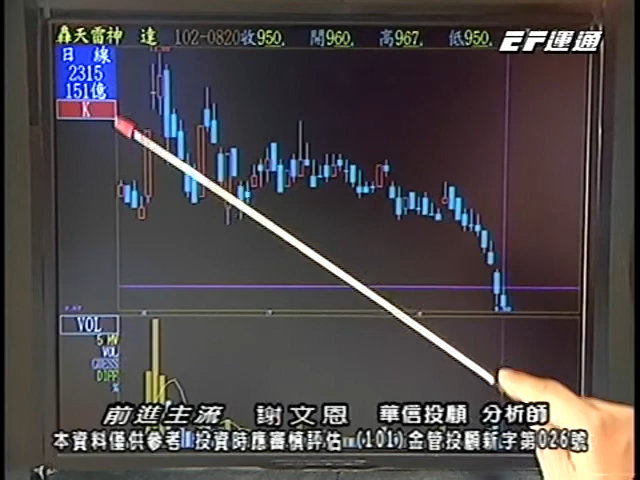 轟天雷神 達 102-0820收950. 開960. 高967. 低950.
EF運通
日 線
2315
151億
K
VOL
5 MV
VOL
GUESS
DIFF
%
前進主流 謝文恩 華信投顧 分析師
本資料僅供參考 投資時應審慎評估 (101)金管投顧新字第026號